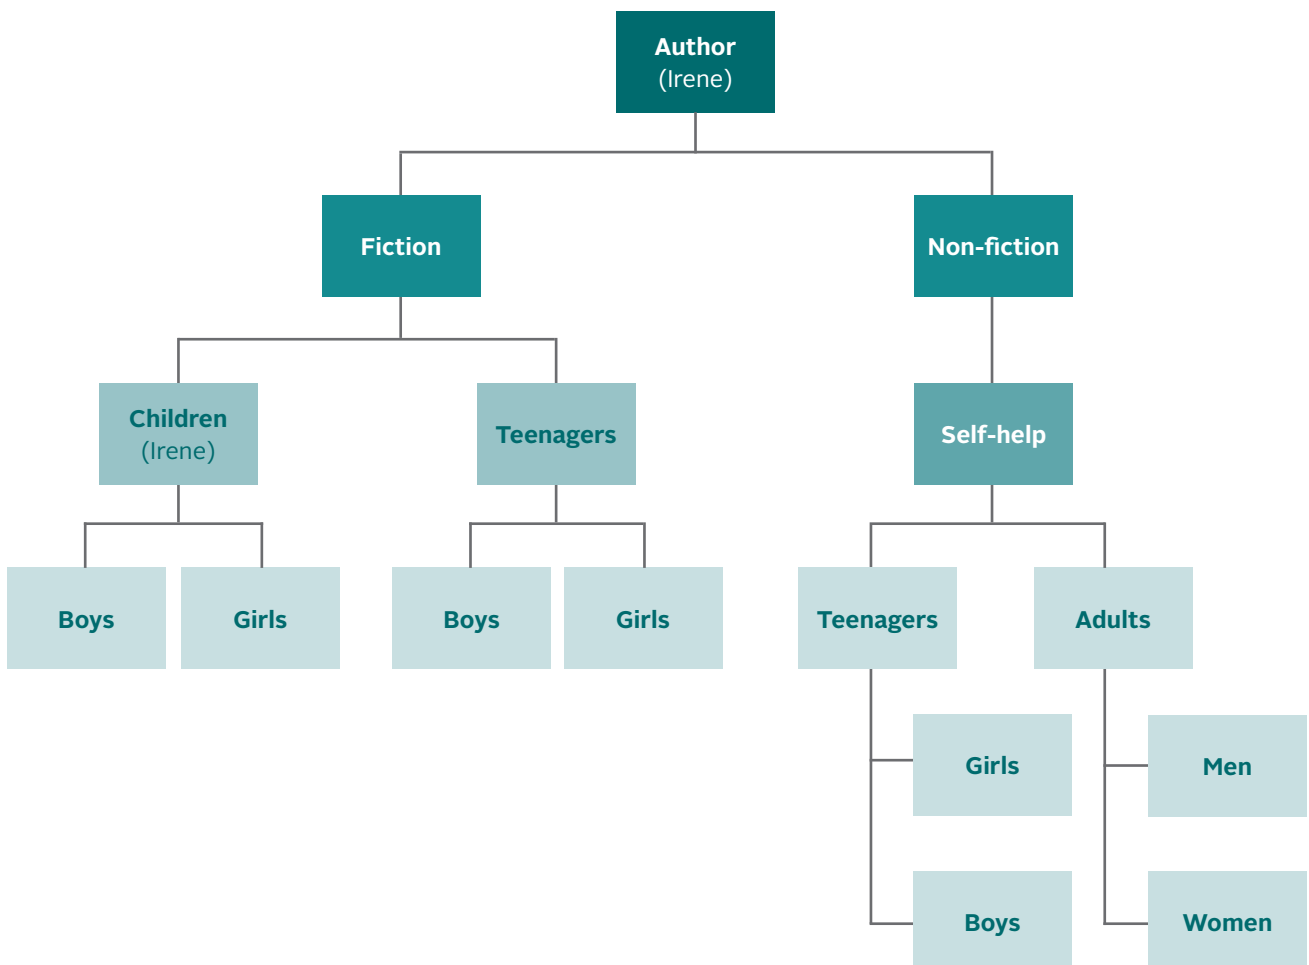 Author
(Irene)
Fiction
Non-fiction
Children
(Irene)
Teenagers
Self-help
Boys
Girls
Boys
Girls
Teenagers
Adults
Girls
Men
Boys
Women